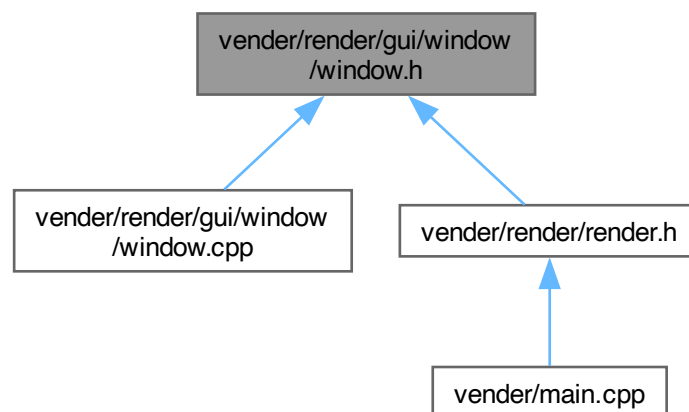 vender/render/gui/window
/window.h
vender/render/gui/window
/window.cpp
vender/render/render.h
vender/main.cpp